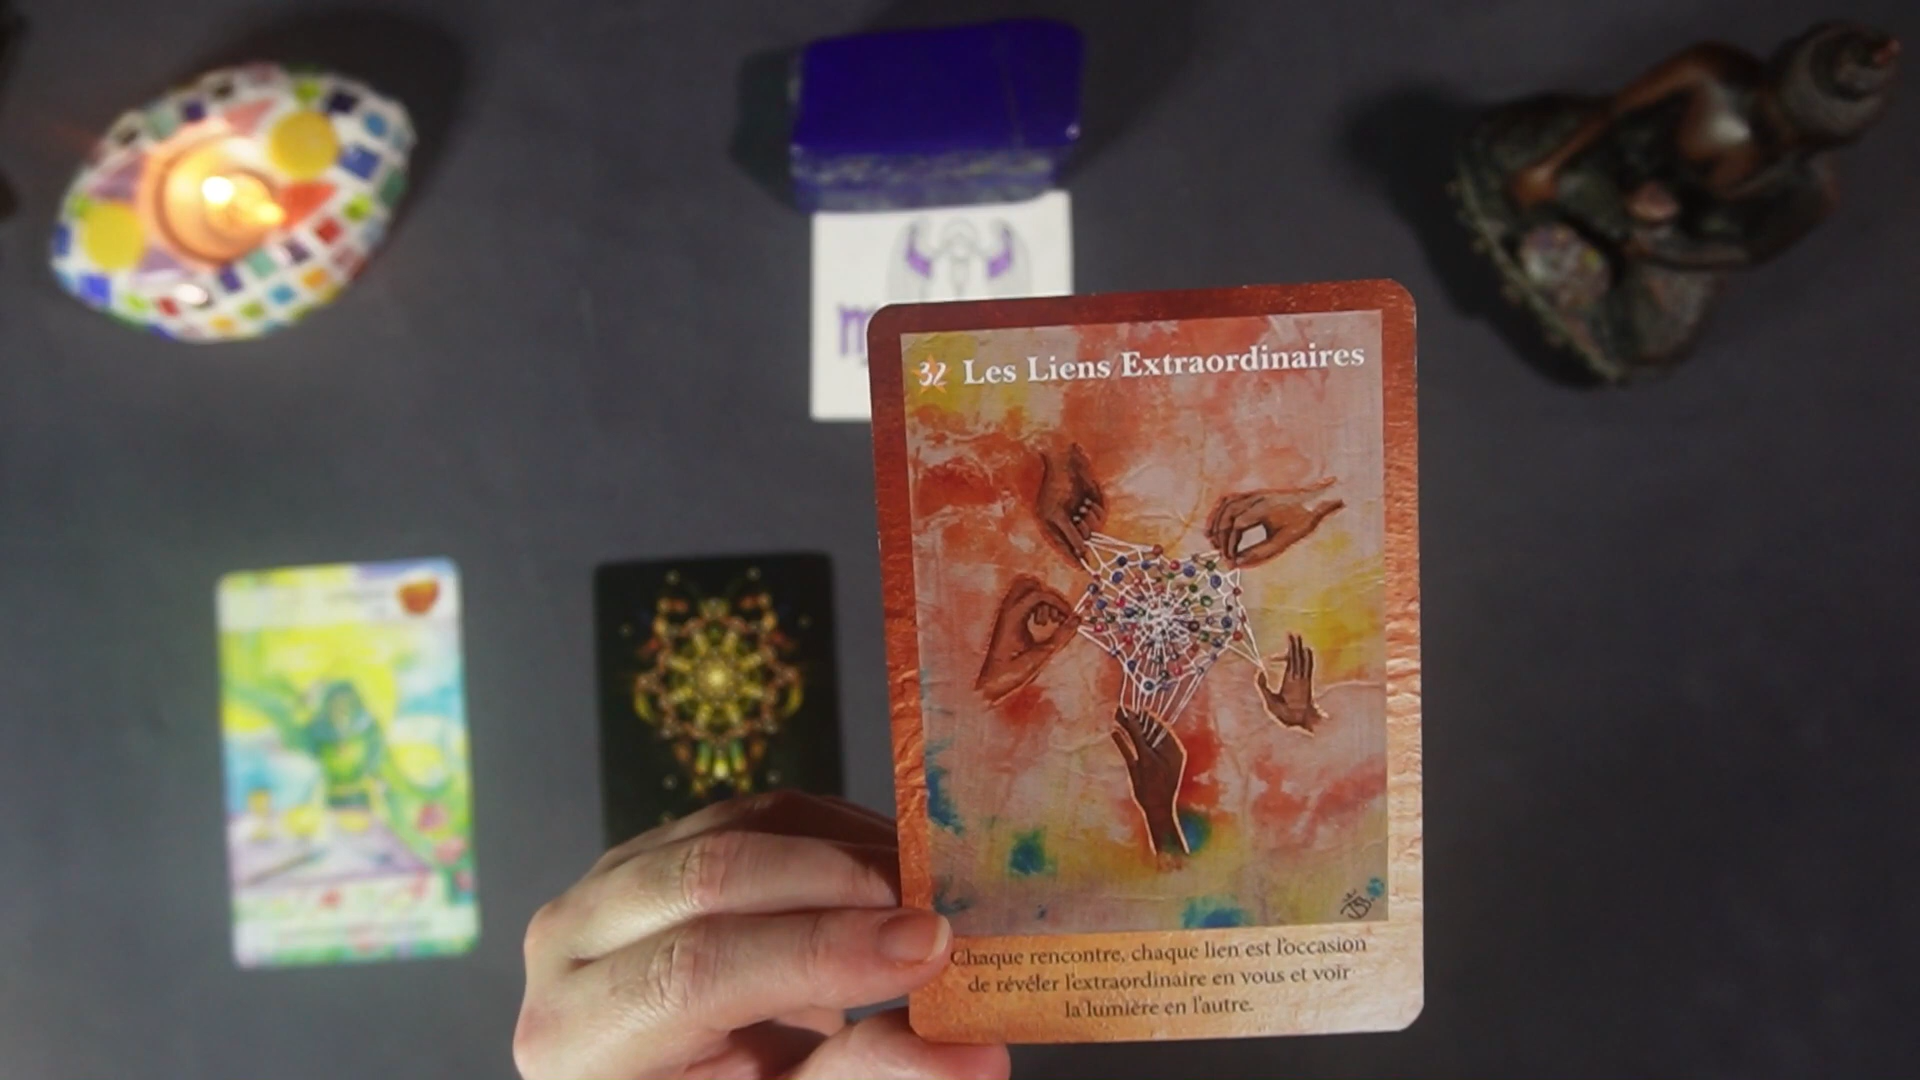 32 Les Liens Extraordinaires
Chaque rencontre, chaque lien est l'occasion
de révéler l'extraordinaire en vous et voir
la lumière en l'autre.